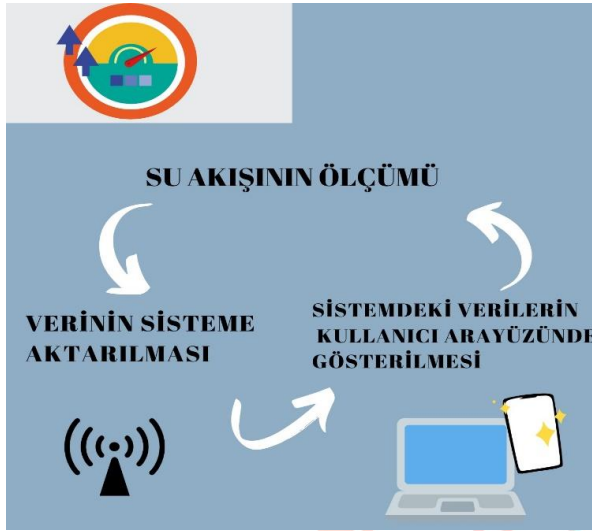 SU AKIŞININ ÖLÇÜMÜ
VERİNİN SİSTEME
AKTARILMASI
SİSTEMDEKİ VERİLERİN
KULLANICI ARAYÜZÜNDE
GÖSTERİLMESİ